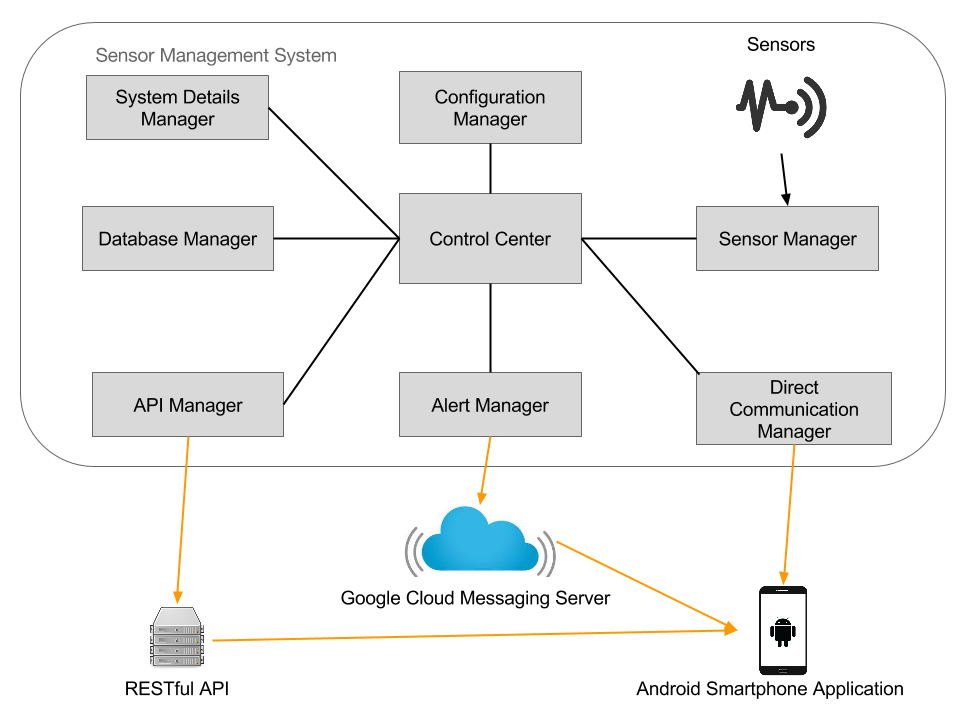 Sensor Management System
Sensors
System Details
Manager
Configuration
Manager
Database Manager
Control Center
Sensor Manager
API Manager
Alert Manager
Direct
Communication
Manager
Google Cloud Messaging Server
RESTful API
Android Smartphone Application